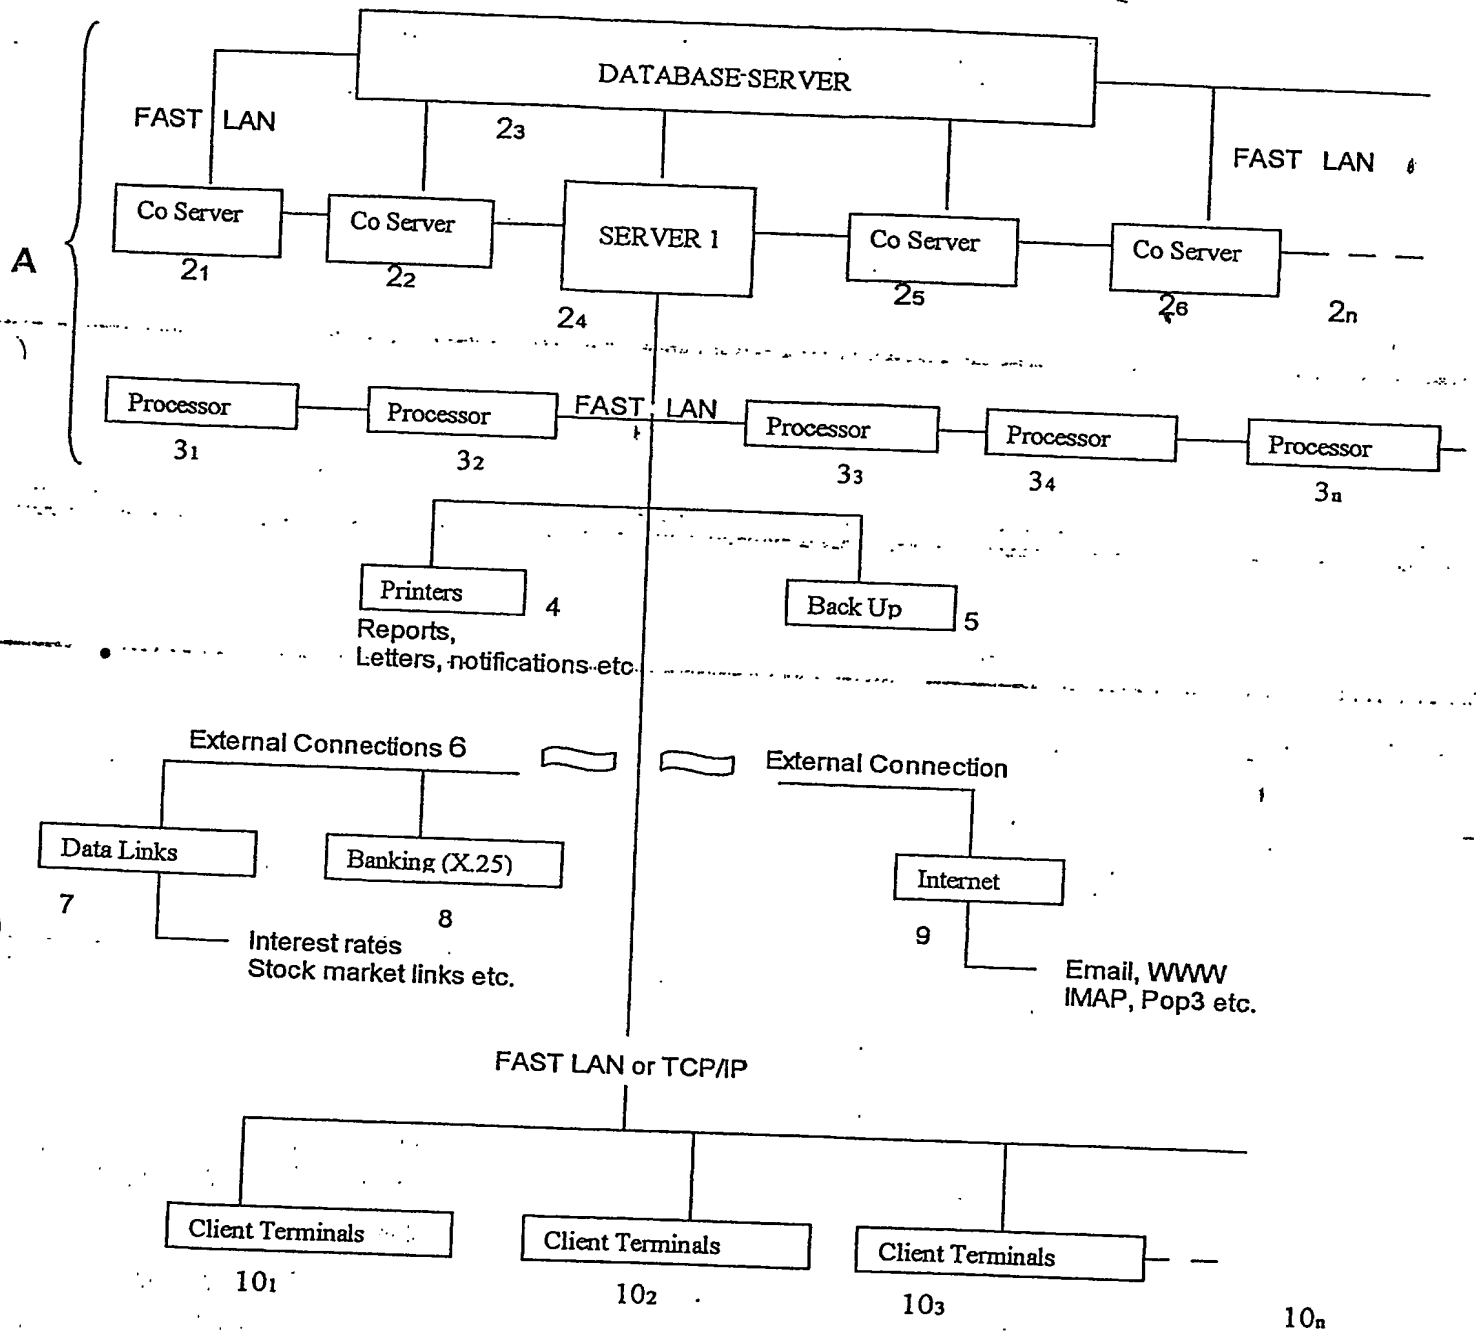 DATABASE-SERVER
FAST LAN
2₃
FAST LAN
Co Server
Co Server
SERVER 1
Co Server
Co Server
A
2₁
2₂
2₄
2₅
2₆
2n
Processor
Processor
FAST LAN
Processor
Processor
Processor
3₁
3₂
3₃
3₄
3n
Printers
4
Back Up
5
Reports,
Letters, notifications etc
External Connections 6
External Connection
Data Links
Banking (X.25)
Internet
7
8
9
Interest rates
Stock market links etc.
Email, WWW
IMAP, Pop3 etc.
FAST LAN or TCP/IP
Client Terminals
Client Terminals
Client Terminals
10₁
10₂
10₃
10n